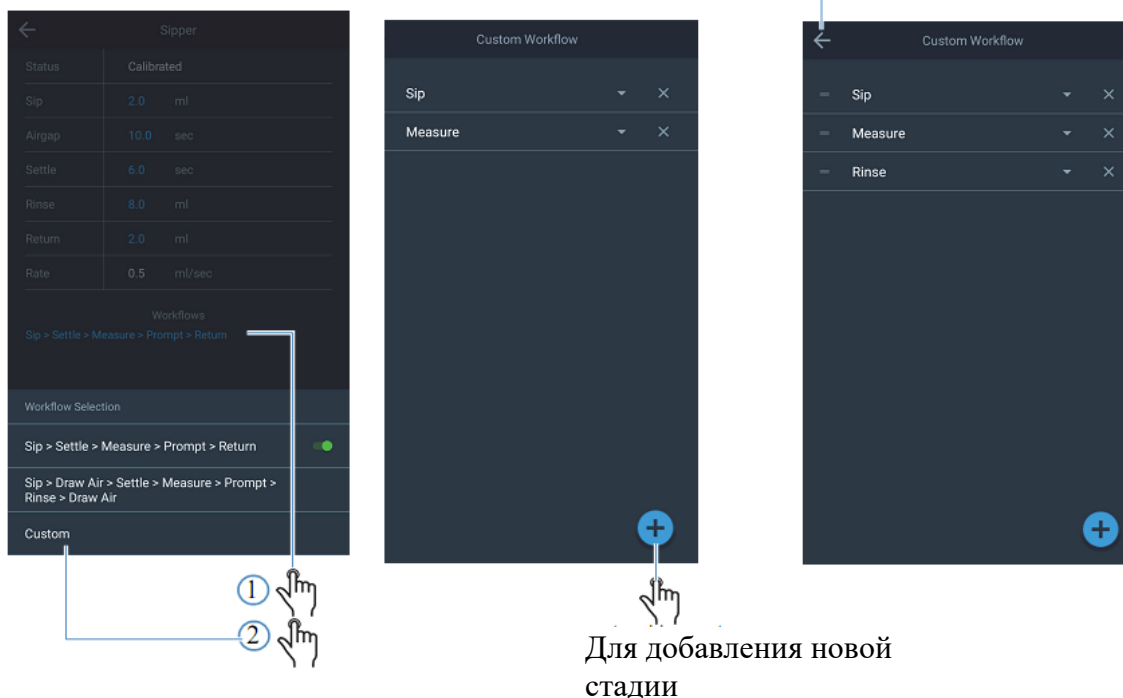 Sipper
Status Calibrated
Sip 2.0 ml
Airgap 10.0 sec
Settle 6.0 sec
Rinse 8.0 ml
Return 2.0 ml
Rate 0.5 ml/sec
Workflows
Sip > Settle > Measure > Prompt > Return
Workflow Selection
Sip > Settle > Measure > Prompt > Return
Sip > Draw Air > Settle > Measure > Prompt >
Rinse > Draw Air
Custom
1
2
Custom Workflow
Sip
Measure
Для добавления новой
стадии
Custom Workflow
Sip
Measure
Rinse